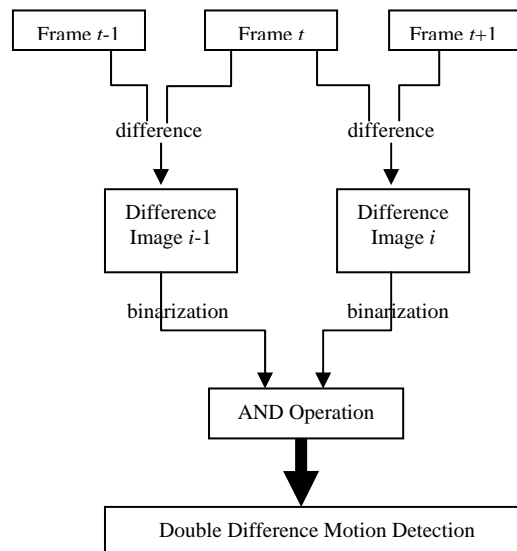 Frame t-1
Frame t
Frame t+1
difference
difference
Difference
Image i-1
Difference
Image i
binarization
binarization
AND Operation
Double Difference Motion Detection